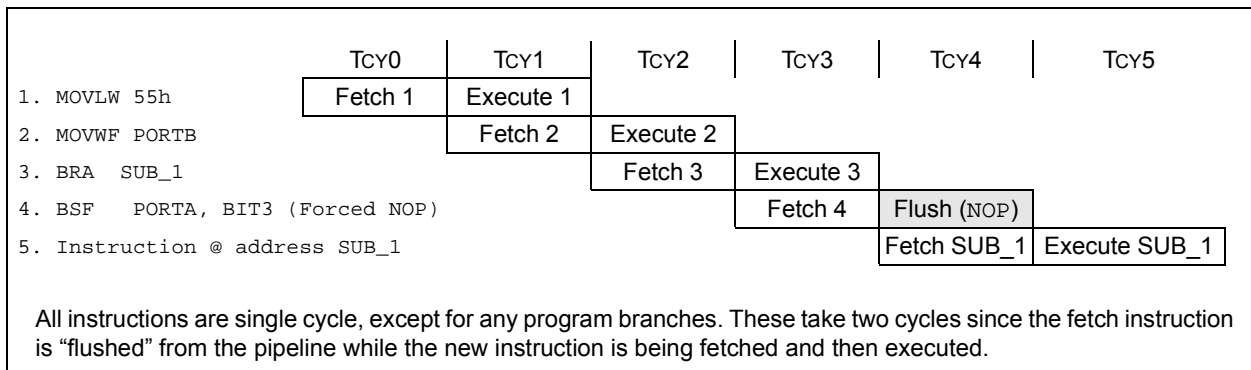 TCY0 TCY1 TCY2 TCY3 TCY4 TCY5
1. MOVLW 55h Fetch 1 Execute 1
2. MOVWF PORTB Fetch 2 Execute 2
3. BRA SUB_1 Fetch 3 Execute 3
4. BSF PORTA, BIT3 (Forced NOP) Fetch 4 Flush (NOP)
5. Instruction @ address SUB_1 Fetch SUB_1 Execute SUB_1
All instructions are single cycle, except for any program branches. These take two cycles since the fetch instruction
is “flushed” from the pipeline while the new instruction is being fetched and then executed.